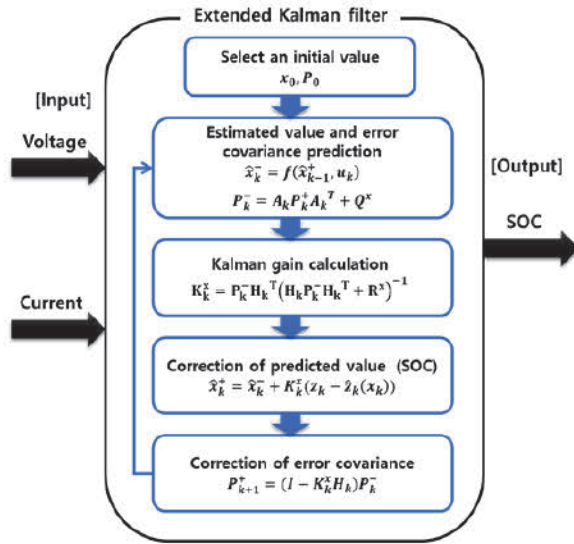 Extended Kalman filter
Select an initial value
x₀, P₀
[Input]
Voltage
Estimated value and error
covariance prediction
x̂ₖ⁻ = f(x̂ₖ₋₁⁺, uₖ)
Pₖ⁻ = AₖPₖ⁺Aₖᵀ + Qˣ
[Output]
SOC
Kalman gain calculation
Kₖˣ = Pₖ⁻Hₖᵀ(HₖPₖ⁻Hₖᵀ + Rˣ)⁻¹
Current
Correction of predicted value (SOC)
x̂ₖ⁺ = x̂ₖ⁻ + Kₖˣ(zₖ − ẑₖ(xₖ))
Correction of error covariance
Pₖ₊₁⁺ = (I − KₖˣHₖ)Pₖ⁻